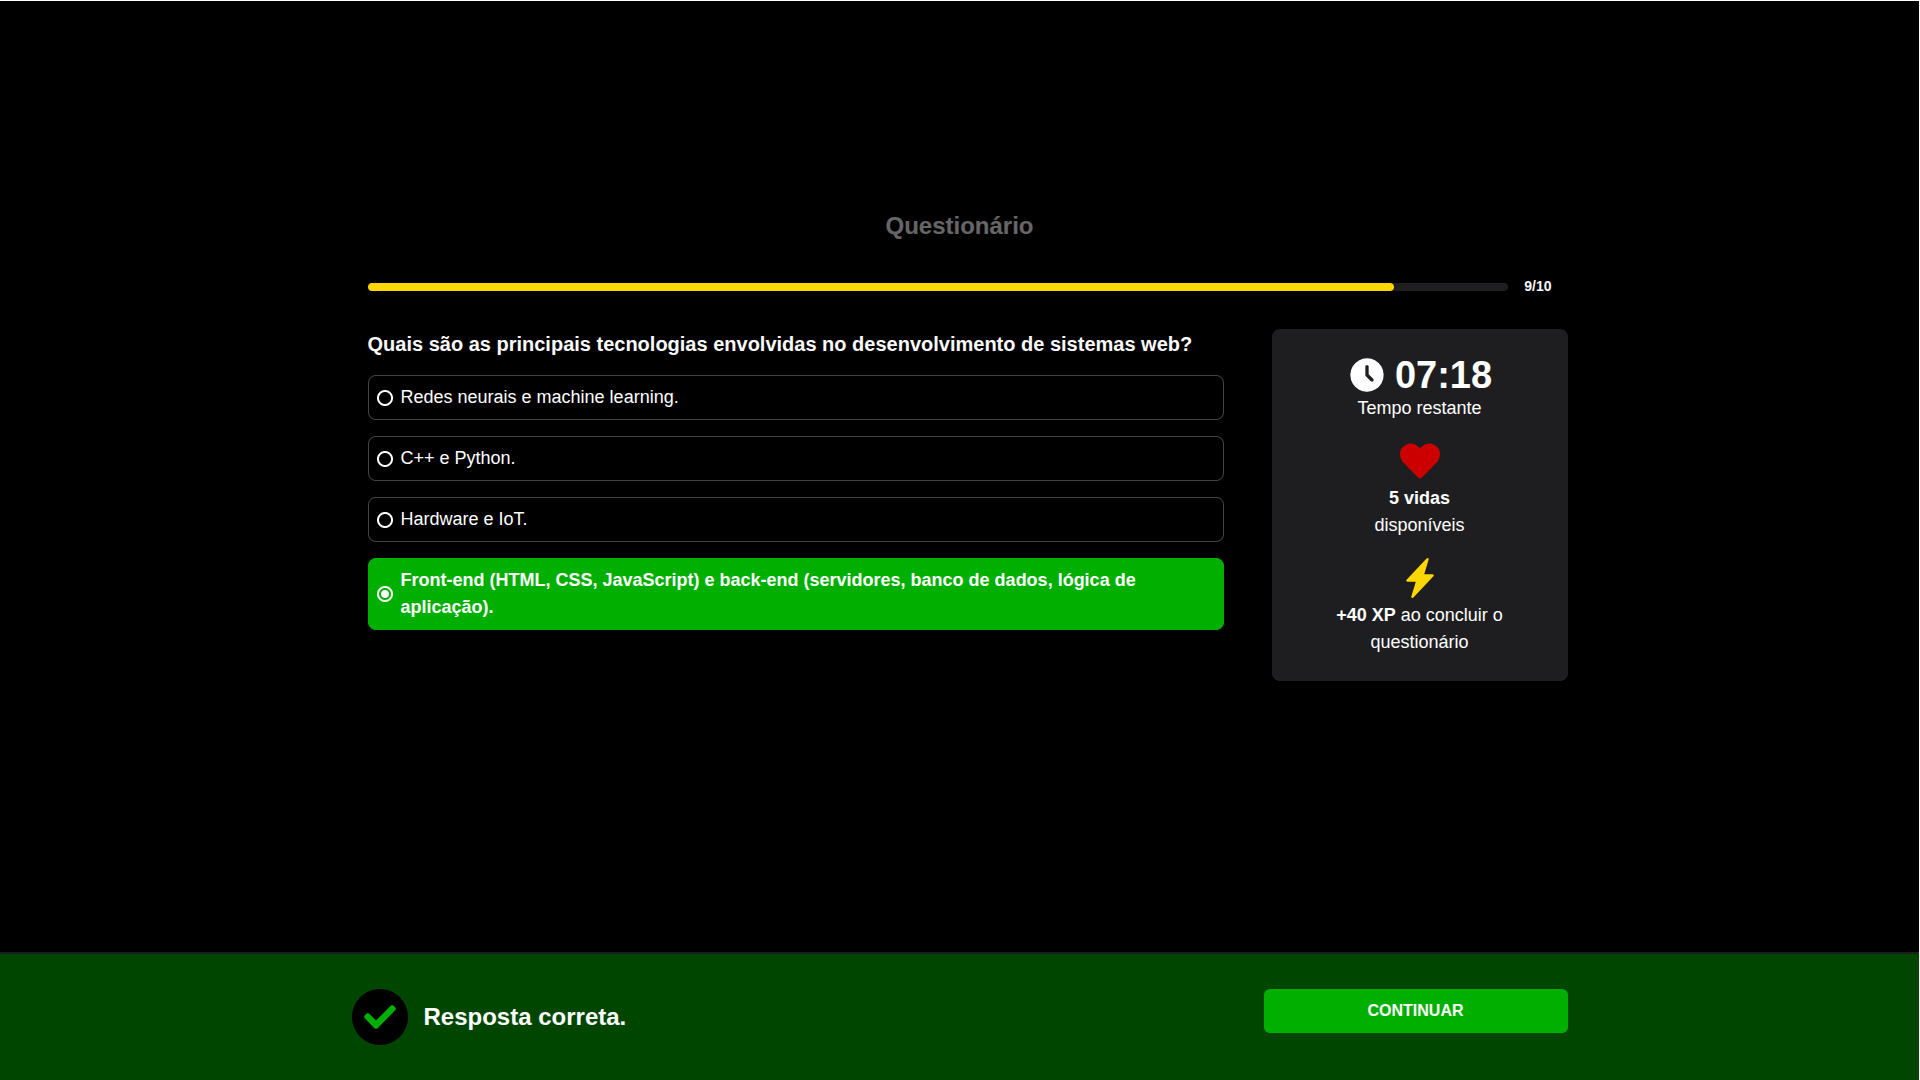 Questionário
9/10
Quais são as principais tecnologias envolvidas no desenvolvimento de sistemas web?
Redes neurais e machine learning.
C++ e Python.
Hardware e IoT.
Front-end (HTML, CSS, JavaScript) e back-end (servidores, banco de dados, lógica de
aplicação).
07:18
Tempo restante
5 vidas
disponíveis
+40 XP ao concluir o
questionário
Resposta correta.
CONTINUAR